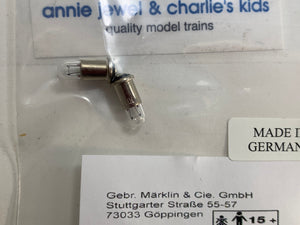 annie jewel & charlie's kids
quality model trains
MADE I
GERMAN
Gebr. Märklin & Cie. GmbH
Stuttgarter Straße 55-57
73033 Göppingen
15 +